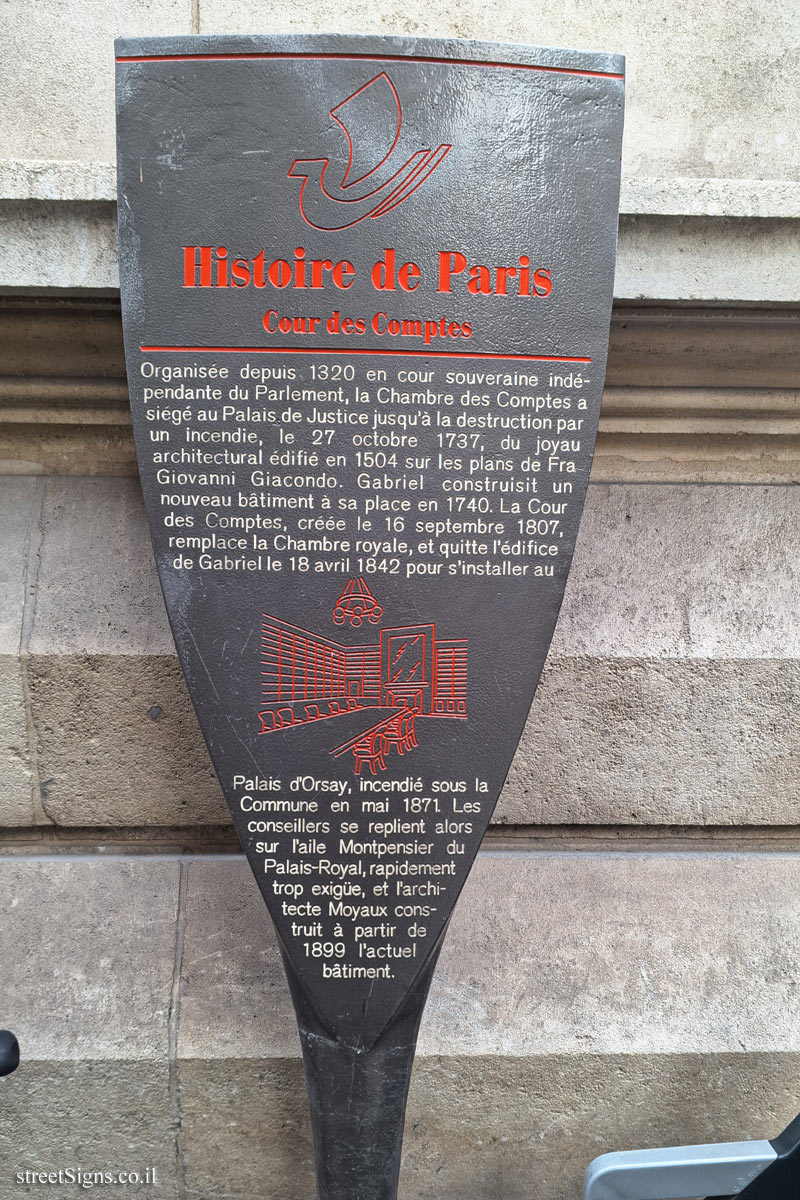 Histoire de Paris
Cour des Comptes
Organisée depuis 1320 en cour souveraine indé-
pendante du Parlement, la Chambre des Comptes a
siégé au Palais de Justice jusqu'à la destruction par
un incendie, le 27 octobre 1737, du joyau
architectural édifié en 1504 sur les plans de Fra
Giovanni Giacondo. Gabriel construisit un
nouveau bâtiment à sa place en 1740. La Cour
des Comptes, créée le 16 septembre 1807,
remplace la Chambre royale, et quitte l'édifice
de Gabriel le 18 avril 1842 pour s'installer au
Palais d'Orsay, incendié sous la
Commune en mai 1871. Les
conseillers se replient alors
sur l'aile Montpensier du
Palais-Royal, rapidement
trop exigüe, et l'archi-
tecte Moyaux cons-
truit à partir de
1899 l'actuel
bâtiment.
streetSigns.co.il